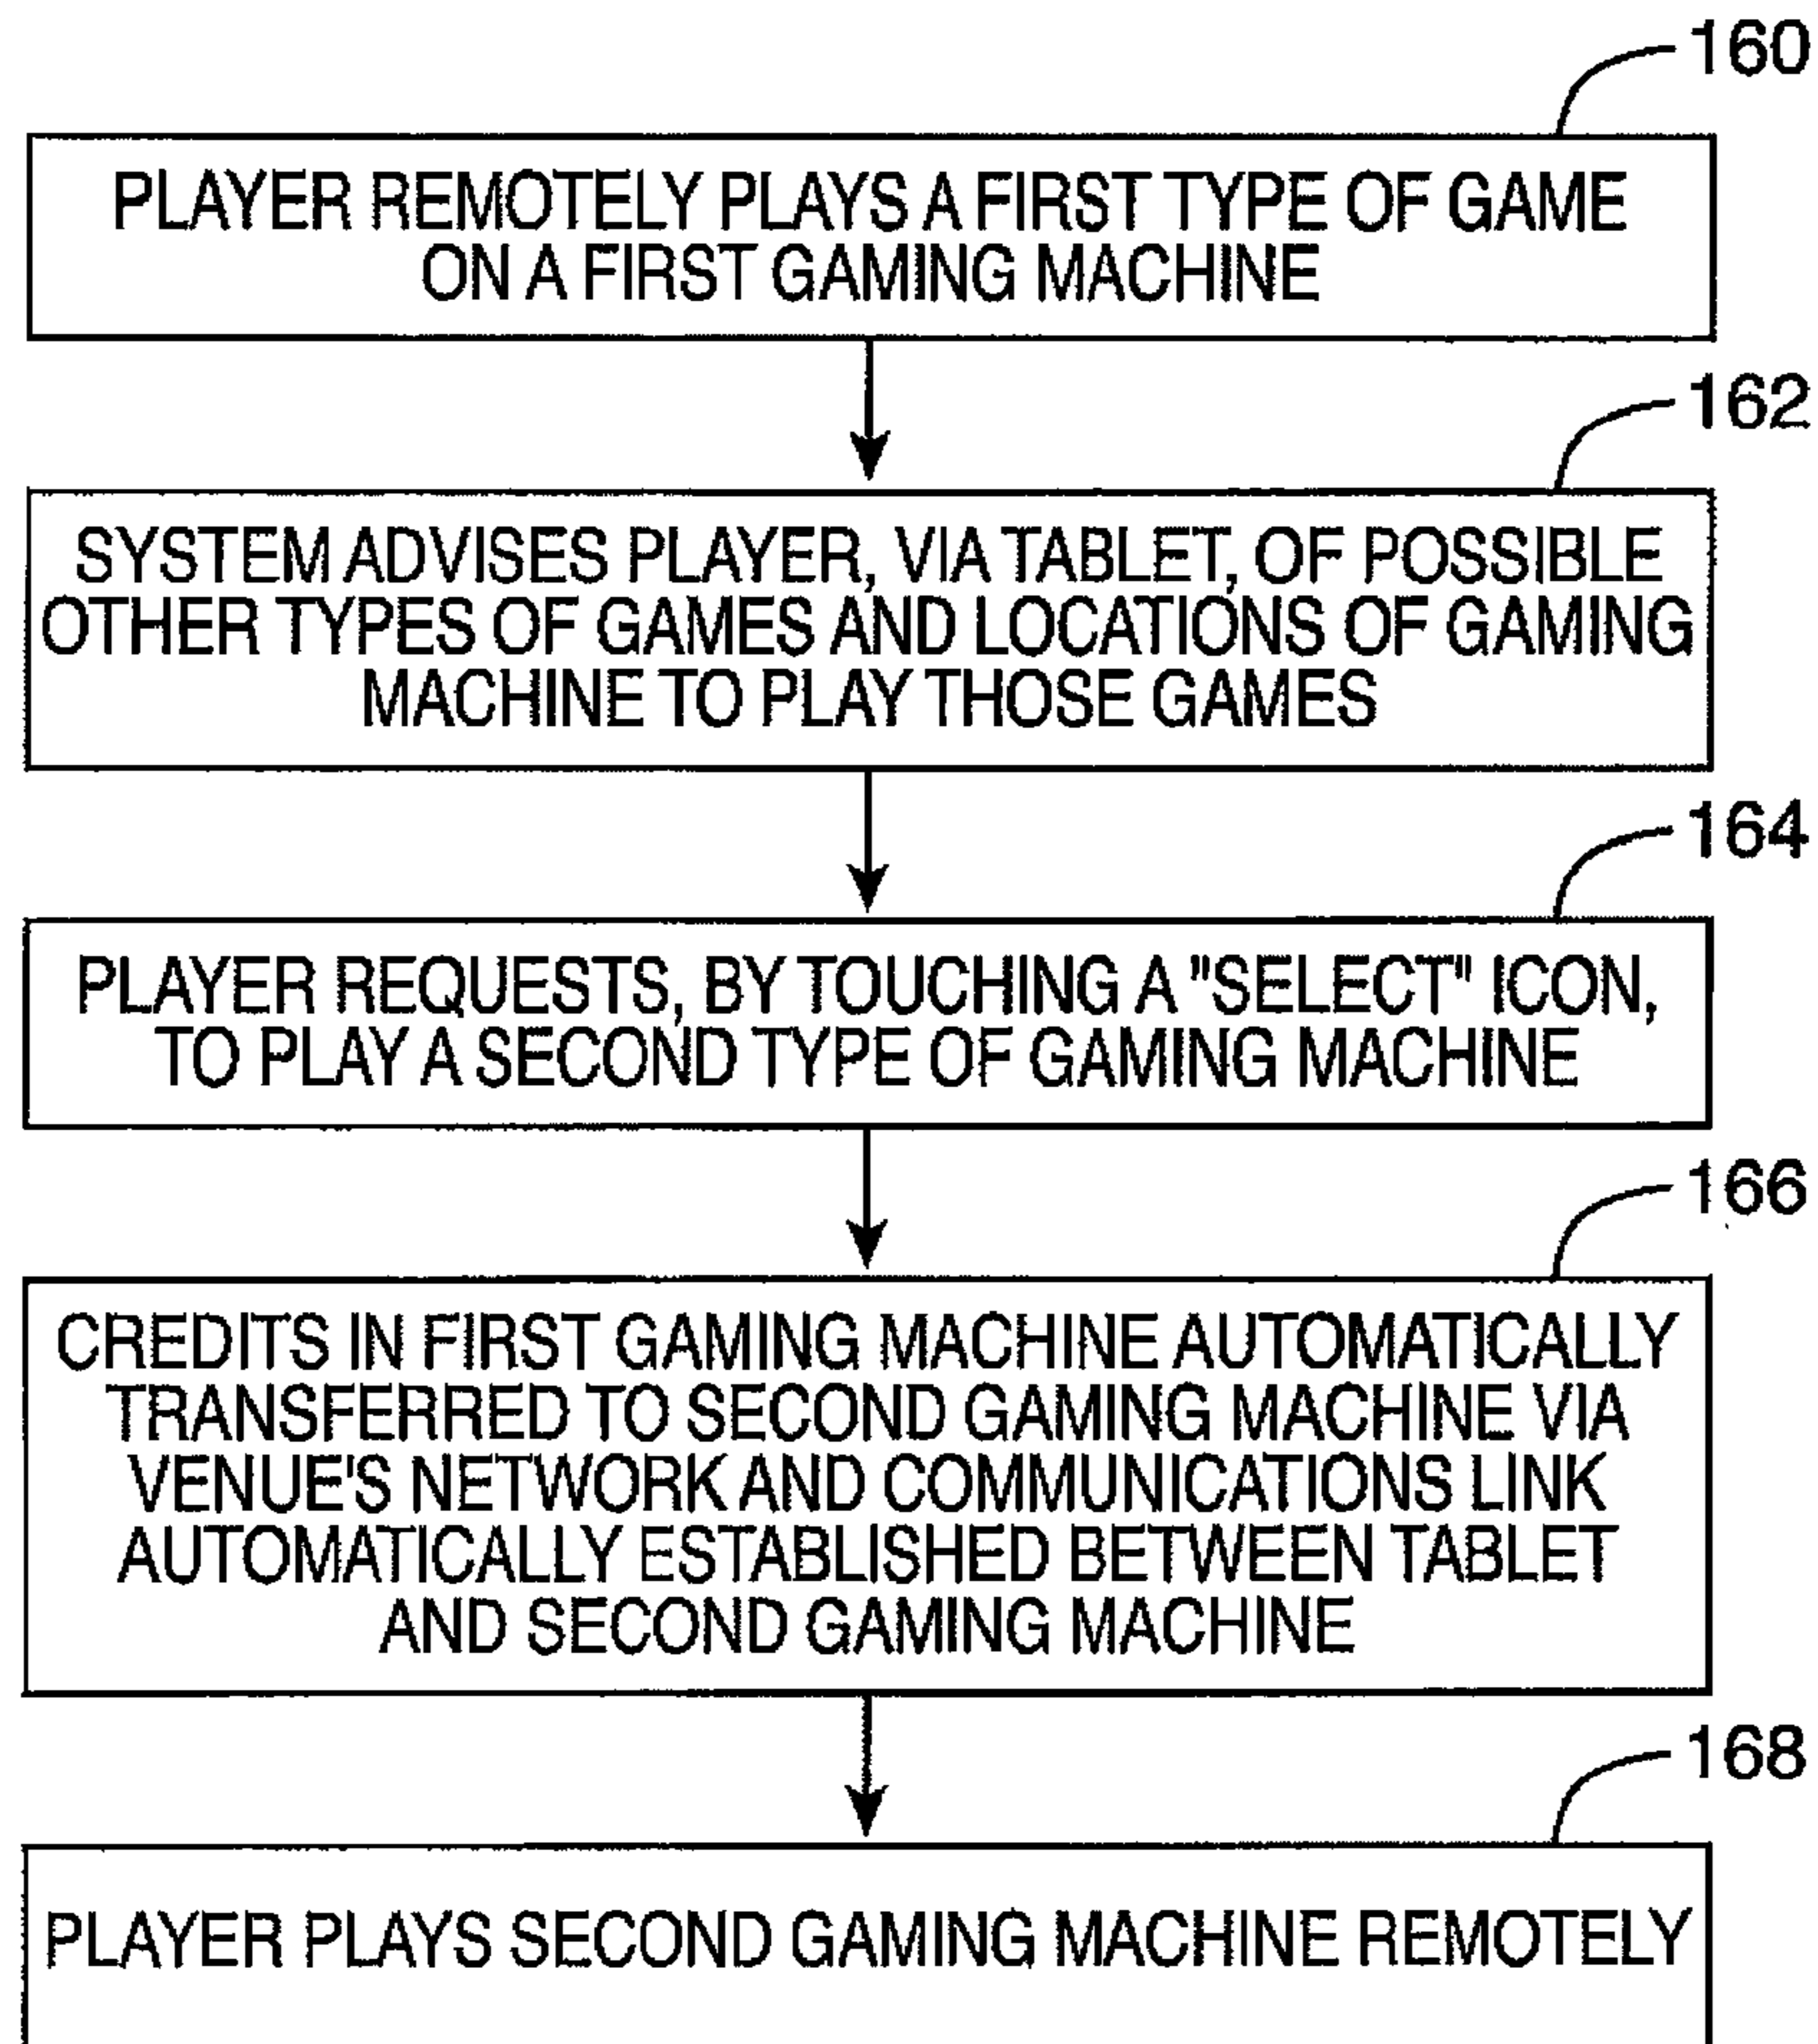 160
PLAYER REMOTELY PLAYS A FIRST TYPE OF GAME
ON A FIRST GAMING MACHINE
162
SYSTEM ADVISES PLAYER, VIA TABLET, OF POSSIBLE
OTHER TYPES OF GAMES AND LOCATIONS OF GAMING
MACHINE TO PLAY THOSE GAMES
164
PLAYER REQUESTS, BY TOUCHING A "SELECT" ICON,
TO PLAY A SECOND TYPE OF GAMING MACHINE
166
CREDITS IN FIRST GAMING MACHINE AUTOMATICALLY
TRANSFERRED TO SECOND GAMING MACHINE VIA
VENUE'S NETWORK AND COMMUNICATIONS LINK
AUTOMATICALLY ESTABLISHED BETWEEN TABLET
AND SECOND GAMING MACHINE
168
PLAYER PLAYS SECOND GAMING MACHINE REMOTELY